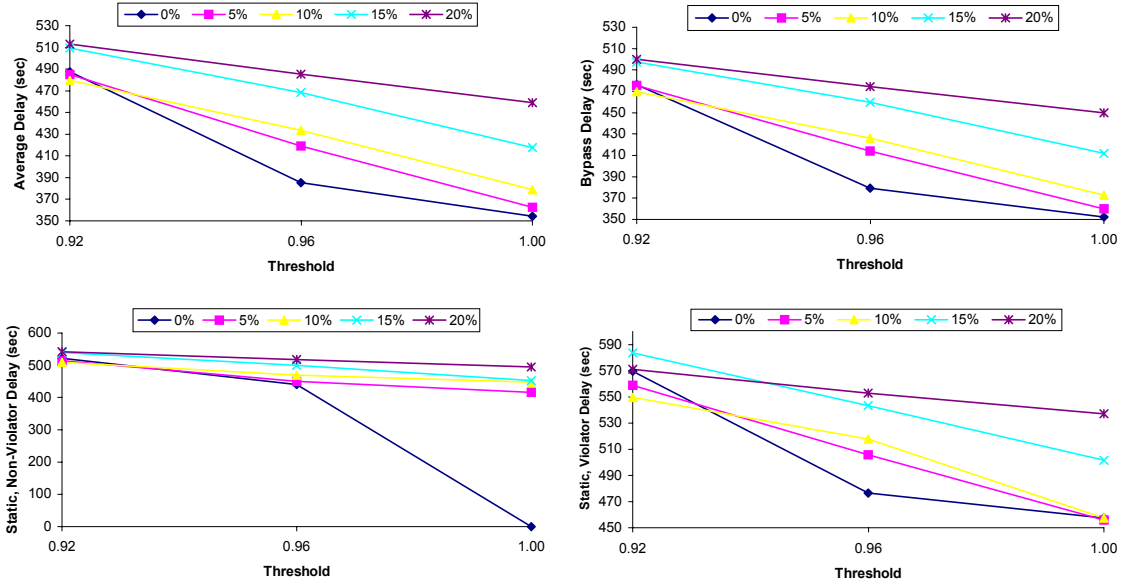 0% 5% 10% 15% 20%
530
510
490
470
450
430
410
390
370
350
Average Delay (sec)
0.92 0.96 1.00
Threshold
0% 5% 10% 15% 20%
530
510
490
470
450
430
410
390
370
350
Bypass Delay (sec)
0.92 0.96 1.00
Threshold
0% 5% 10% 15% 20%
600
500
400
300
200
100
0
Static, Non-Violator Delay (sec)
0.92 0.96 1.00
Threshold
0% 5% 10% 15% 20%
590
570
550
530
510
490
470
450
Static, Violator Delay (sec)
0.92 0.96 1.00
Threshold